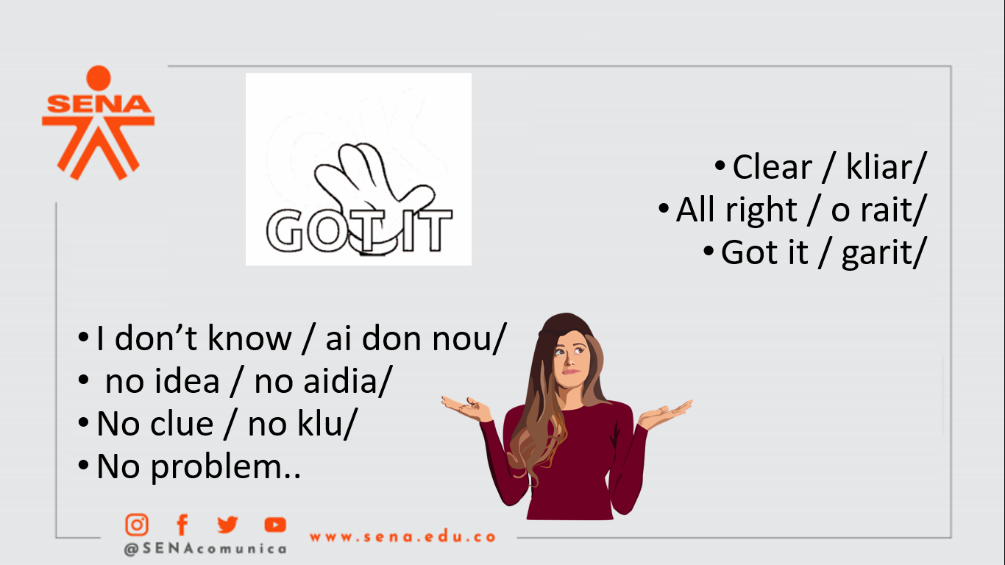 SENA
GOT IT
• Clear / kliar/
• All right / o rait/
• Got it / garit/
• I don’t know / ai don nou/
• no idea / no aidia/
• No clue / no klu/
• No problem..
@SENAcomunica
www.sena.edu.co